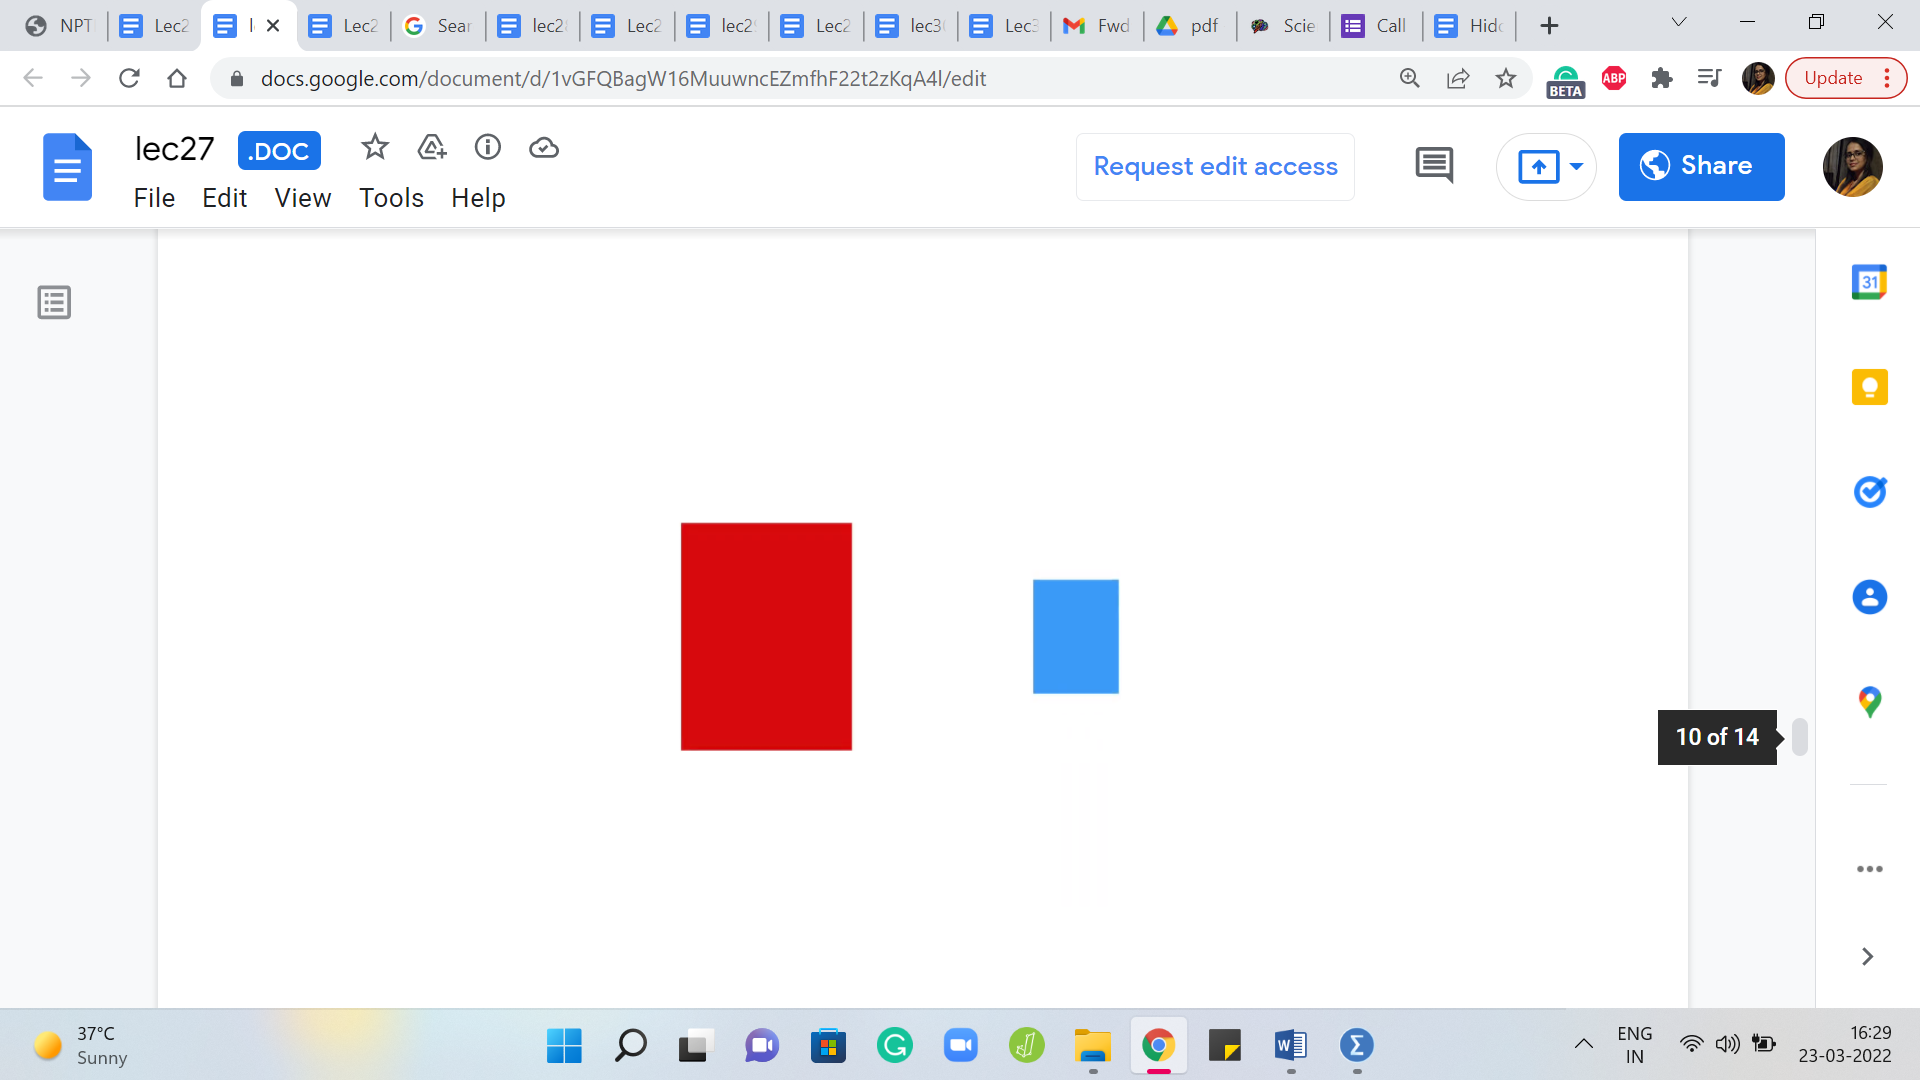 NPT Lec2 l Lec2 Sear lec2 Lec2 lec2 Lec2 lec3 Lec3 Fwd pdf Scie Call Hidd
docs.google.com/document/d/1vGFQBagW16MuuwncEZmfhF22t2zKqA4l/edit
BETA
ABP
Update
lec27 .DOC
File Edit View Tools Help
Request edit access
Share
31
10 of 14
37°C
Sunny
ENG
IN
16:29
23-03-2022